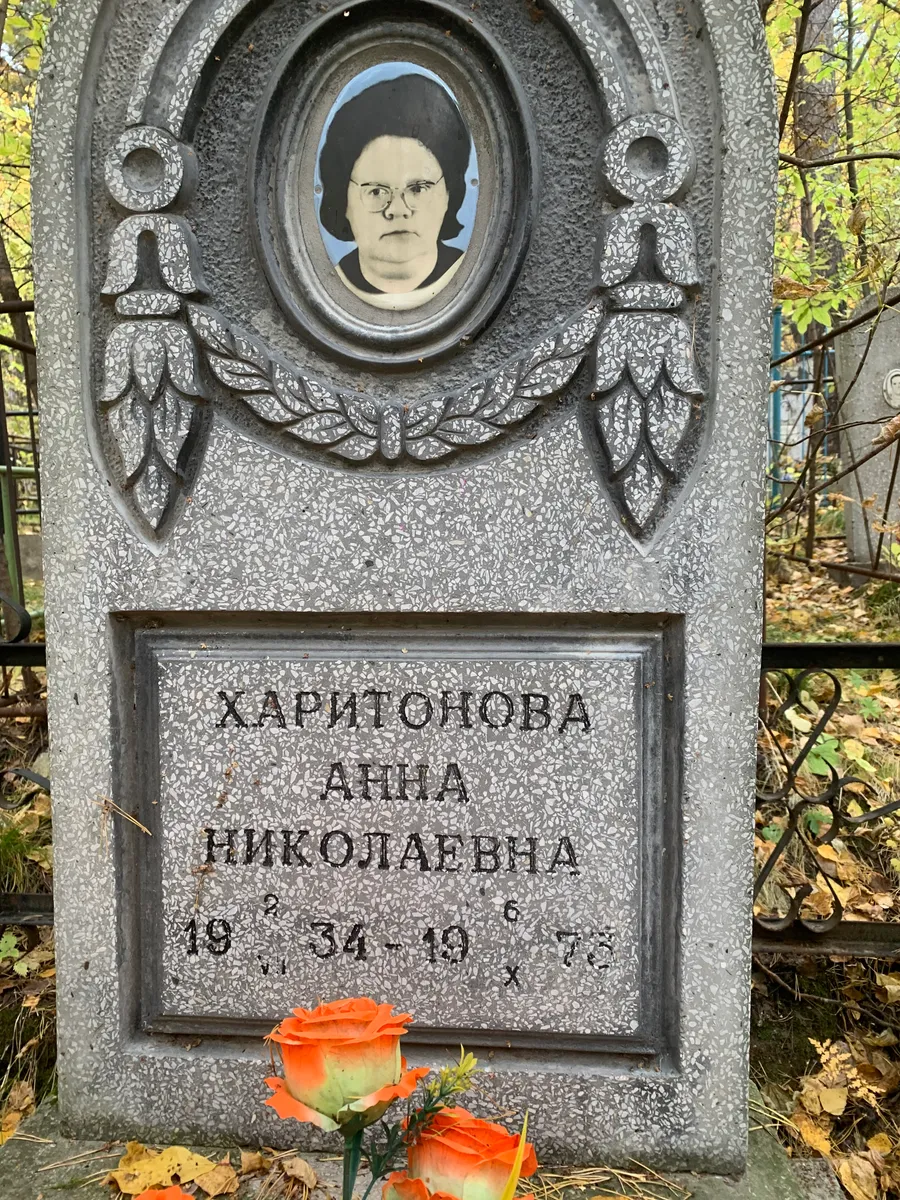 ХАРИТОНОВА
АННА
НИКОЛАЕВНА
19 2 VI 34 - 19 6 X 73